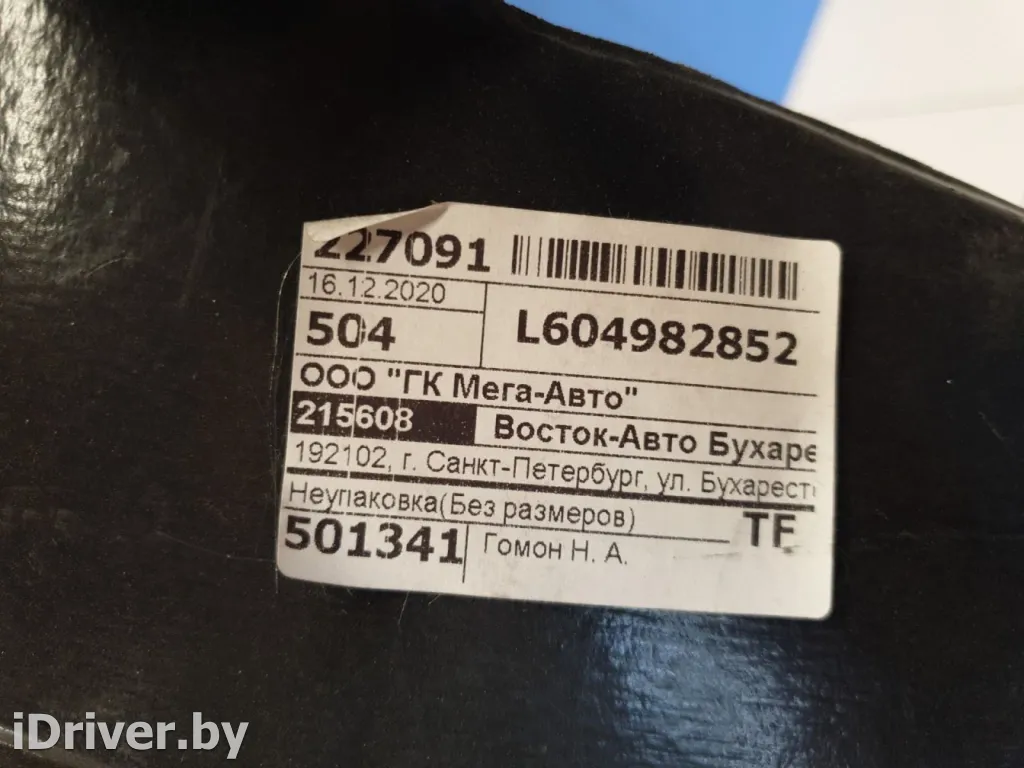 227091
16.12.2020
504
L604982852
ООО "ГК Мега-Авто"
215608 Восток-Авто Бухаре
192102, г. Санкт-Петербург, ул. Бухарест
Неупаковка(Без размеров)
TF
501341 Гомон Н. А.
iDriver.by